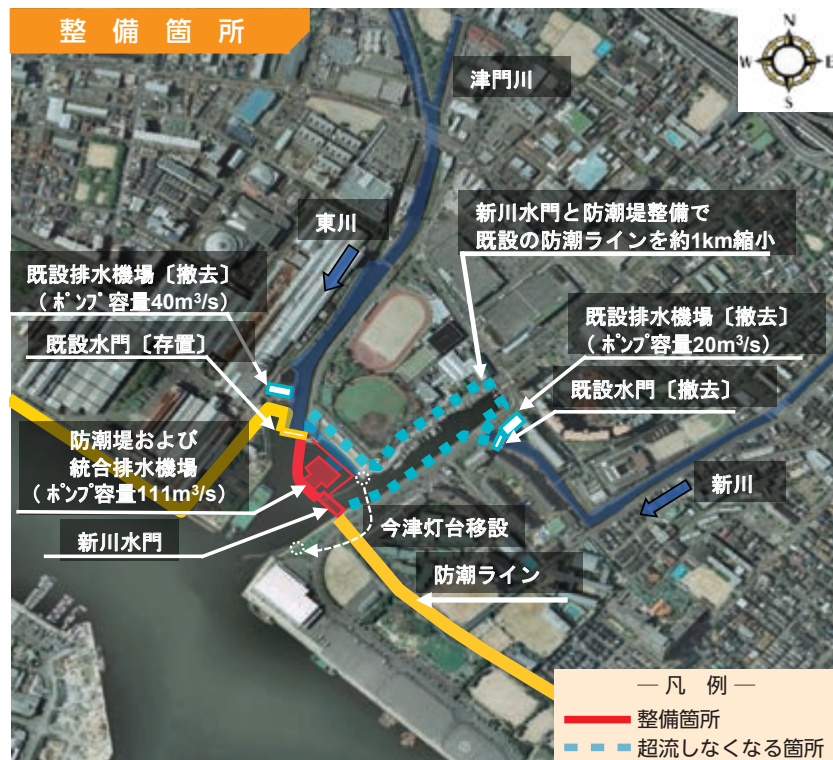 整備箇所
N
W E
S
津門川
東川
新川水門と防潮堤整備で
既設の防潮ラインを約1km縮小
既設排水機場〔撤去〕
(ﾎﾟﾝﾌﾟ容量40m³/s)
既設水門〔存置〕
既設排水機場〔撤去〕
(ﾎﾟﾝﾌﾟ容量20m³/s)
既設水門〔撤去〕
防潮堤および
統合排水機場
(ﾎﾟﾝﾌﾟ容量111m³/s)
新川
新川水門
今津灯台移設
防潮ライン
― 凡 例 ―
整備箇所
超流しなくなる箇所